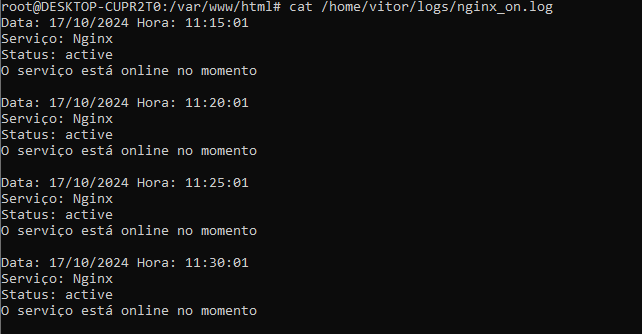 root@DESKTOP-CUPR2T0:/var/www/html# cat /home/vitor/logs/nginx_on.log
Data: 17/10/2024 Hora: 11:15:01
Serviço: Nginx
Status: active
O serviço está online no momento
Data: 17/10/2024 Hora: 11:20:01
Serviço: Nginx
Status: active
O serviço está online no momento
Data: 17/10/2024 Hora: 11:25:01
Serviço: Nginx
Status: active
O serviço está online no momento
Data: 17/10/2024 Hora: 11:30:01
Serviço: Nginx
Status: active
O serviço está online no momento